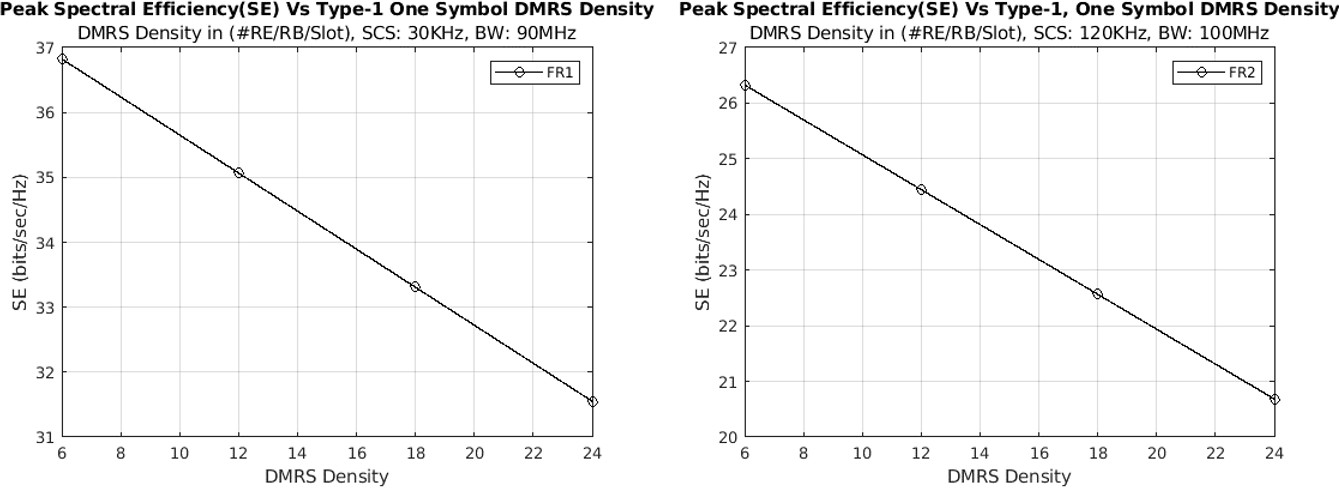 Peak Spectral Efficiency(SE) Vs Type-1 One Symbol DMRS Density
DMRS Density in (#RE/RB/Slot), SCS: 30KHz, BW: 90MHz
37
36
35
34
33
32
31
SE (bits/sec/Hz)
FR1
6 8 10 12 14 16 18 20 22 24
DMRS Density
Peak Spectral Efficiency(SE) Vs Type-1, One Symbol DMRS Density
DMRS Density in (#RE/RB/Slot), SCS: 120KHz, BW: 100MHz
27
26
25
24
23
22
21
20
SE (bits/sec/Hz)
FR2
6 8 10 12 14 16 18 20 22 24
DMRS Density